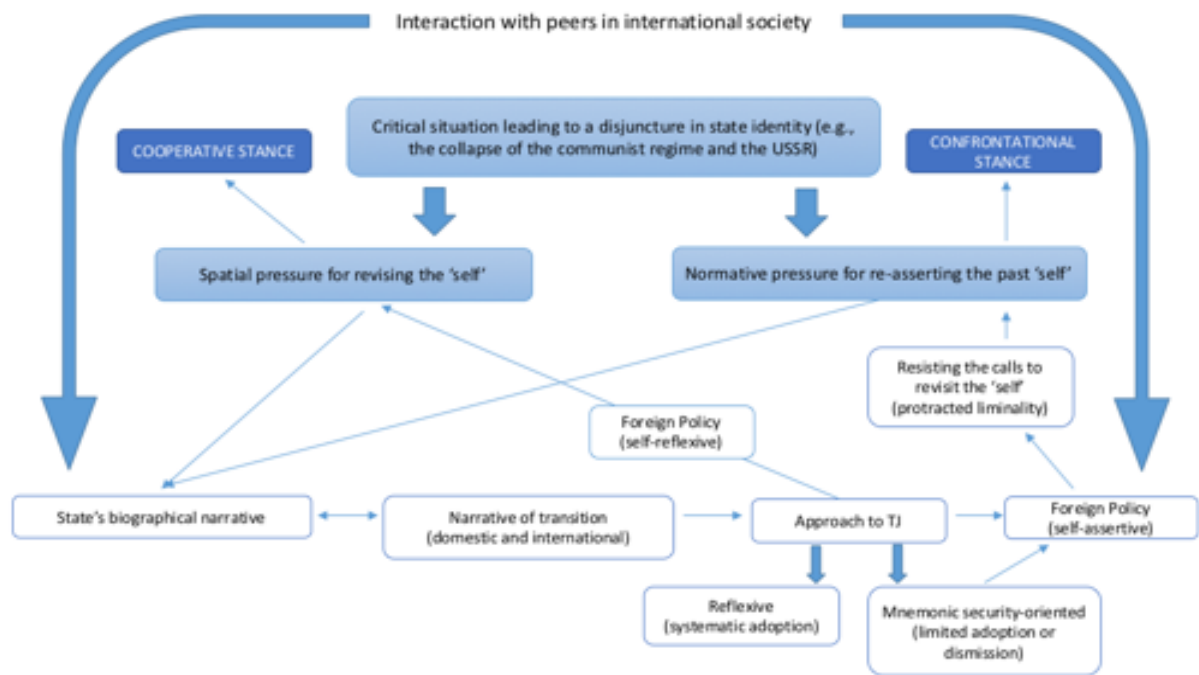 Interaction with peers in international society
Critical situation leading to a disjuncture in state identity (e.g.,
the collapse of the communist regime and the USSR)
COOPERATIVE STANCE
CONFRONTATIONAL
STANCE
Spatial pressure for revising the ‘self’
Normative pressure for re-asserting the past ‘self’
Resisting the calls to
revisit the ‘self’
(protracted liminality)
Foreign Policy
(self-reflexive)
State’s biographical narrative
Narrative of transition
(domestic and international)
Approach to TJ
Foreign Policy
(self-assertive)
Reflexive
(systematic adoption)
Mnemonic security-oriented
(limited adoption or
dismission)